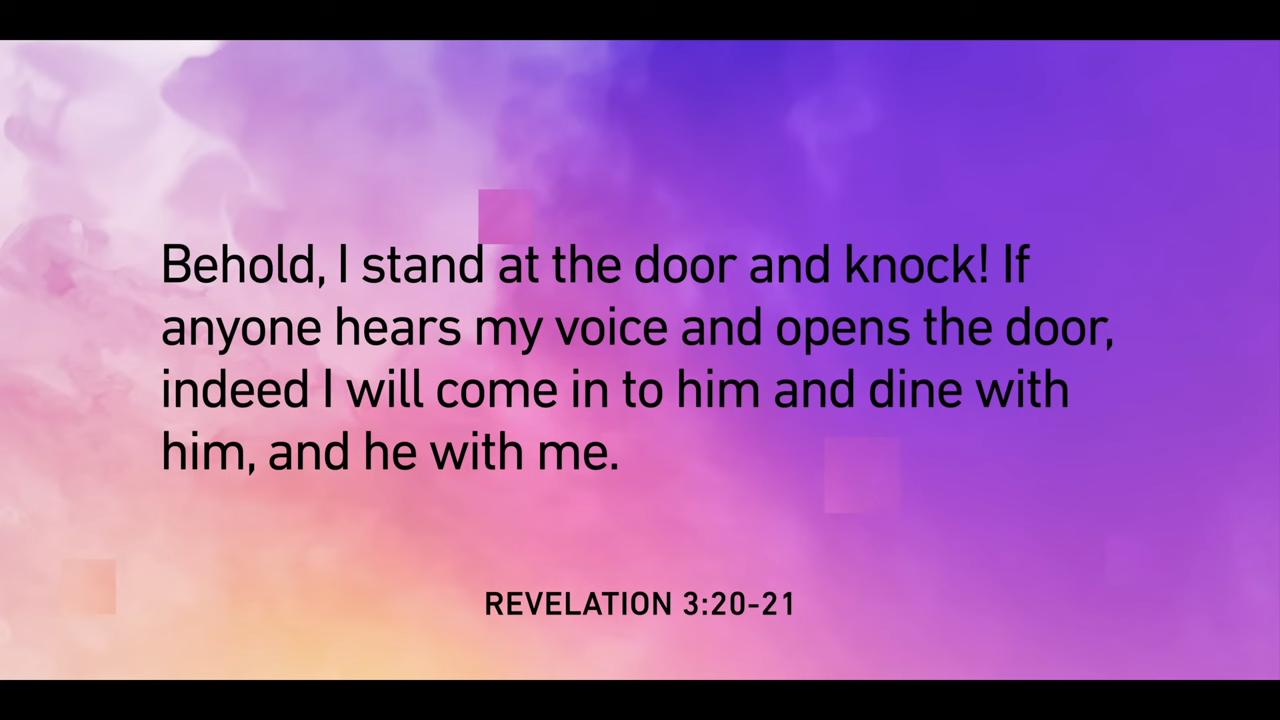 Behold, I stand at the door and knock! If
anyone hears my voice and opens the door,
indeed I will come in to him and dine with
him, and he with me.
REVELATION 3:20-21